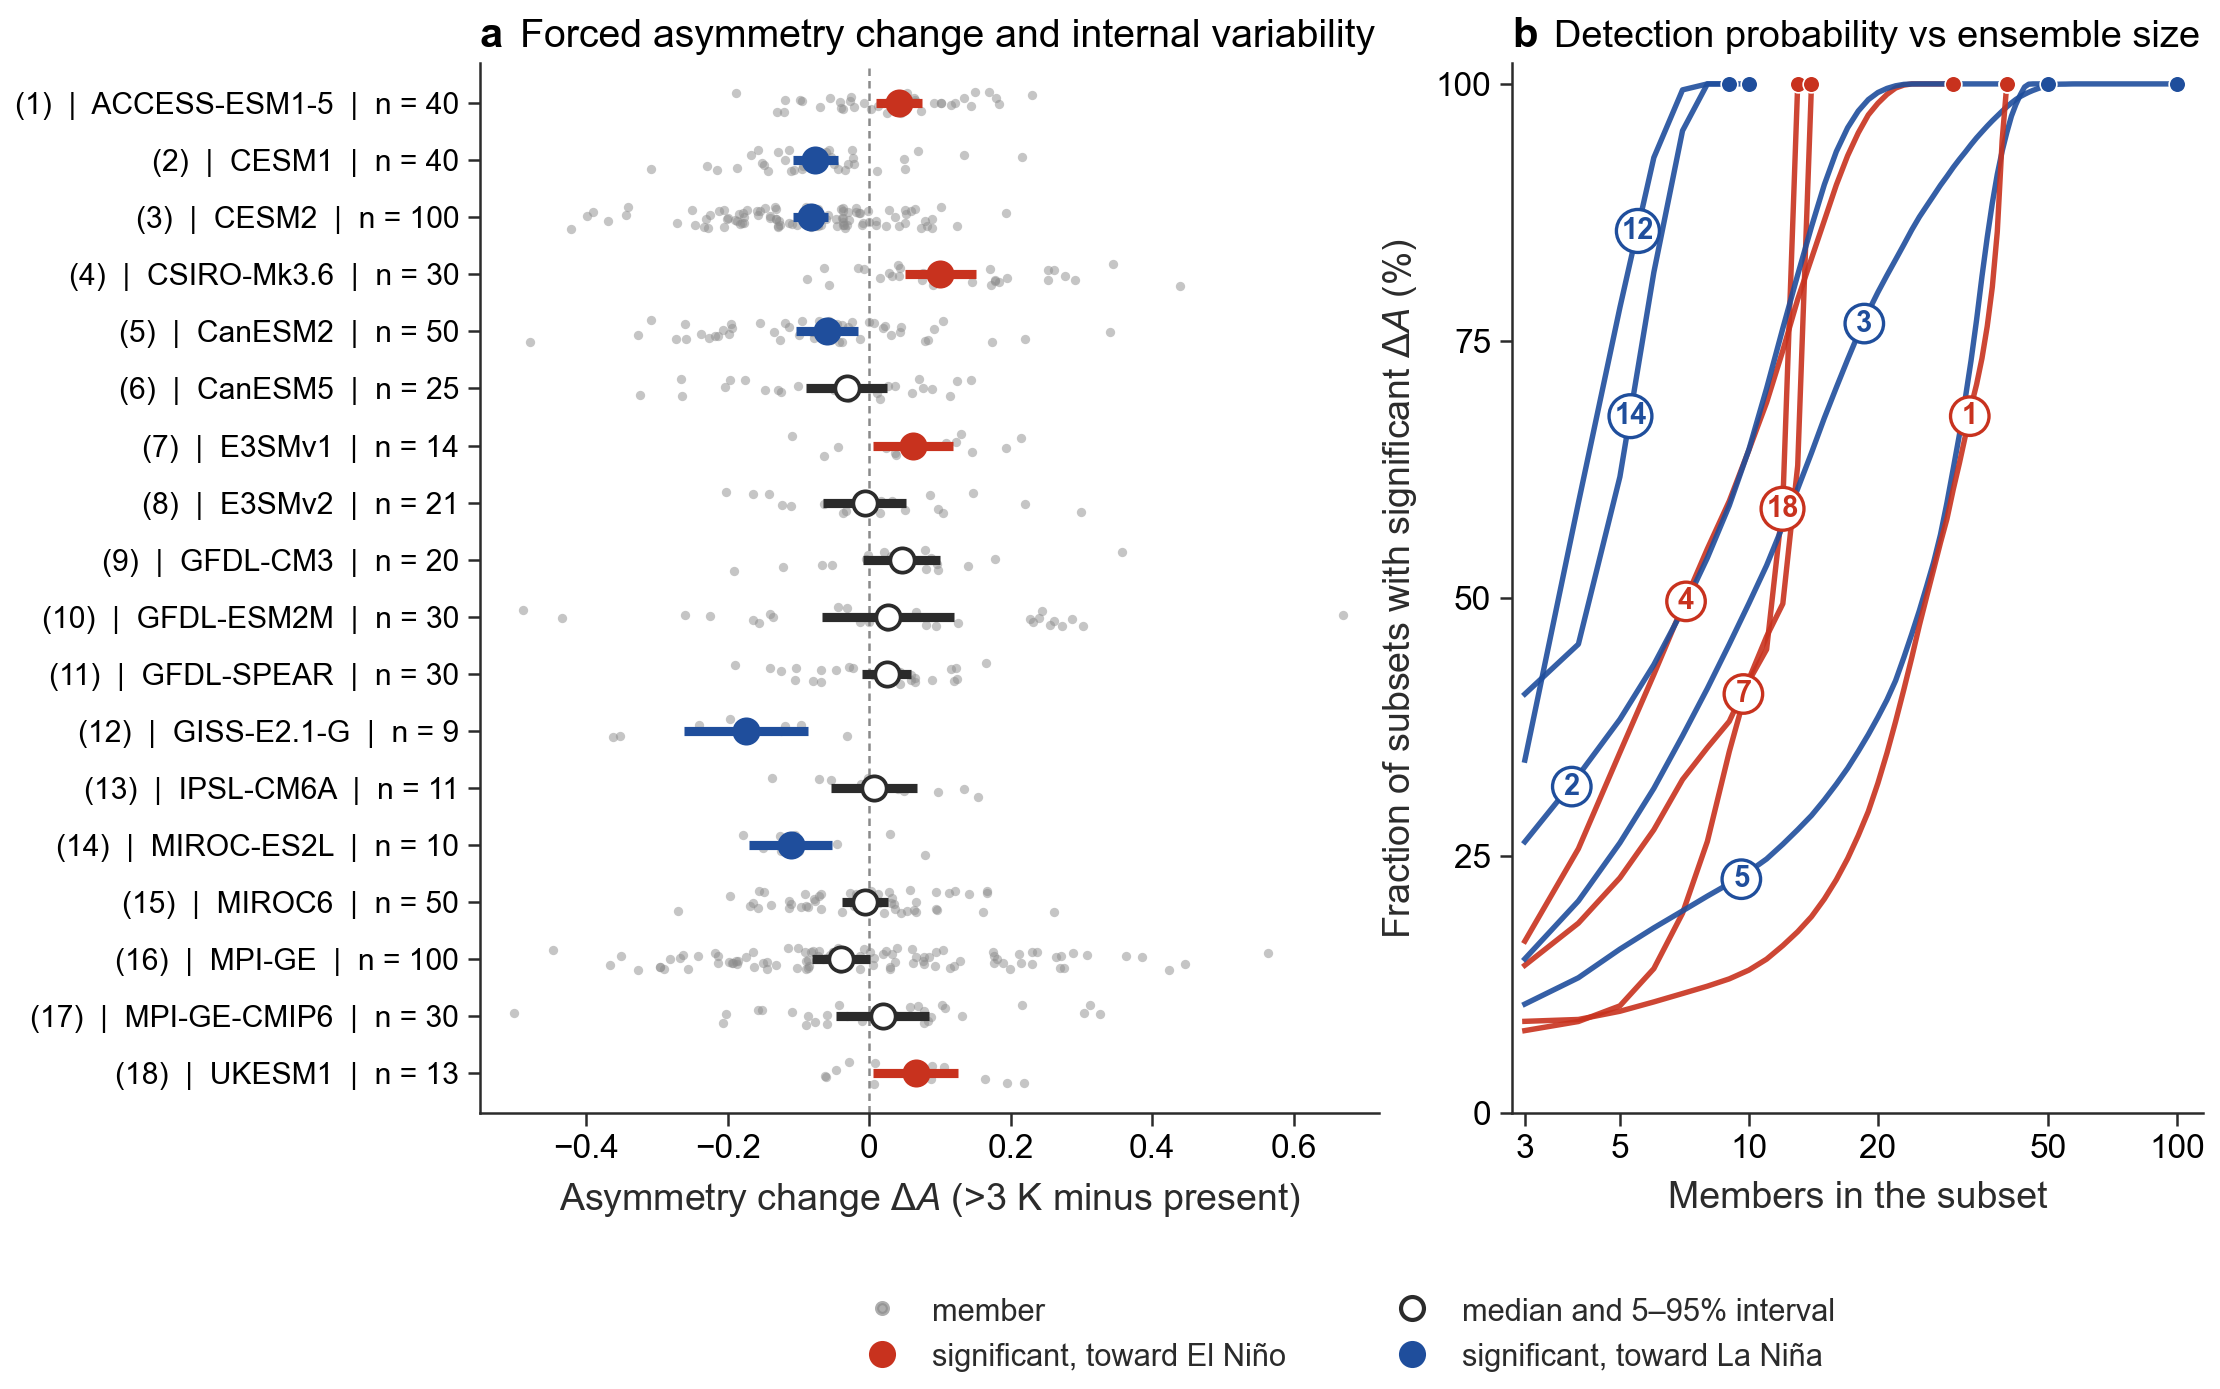 a Forced asymmetry change and internal variability
(1) | ACCESS-ESM1-5 | n = 40
(2) | CESM1 | n = 40
(3) | CESM2 | n = 100
(4) | CSIRO-Mk3.6 | n = 30
(5) | CanESM2 | n = 50
(6) | CanESM5 | n = 25
(7) | E3SMv1 | n = 14
(8) | E3SMv2 | n = 21
(9) | GFDL-CM3 | n = 20
(10) | GFDL-ESM2M | n = 30
(11) | GFDL-SPEAR | n = 30
(12) | GISS-E2.1-G | n = 9
(13) | IPSL-CM6A | n = 11
(14) | MIROC-ES2L | n = 10
(15) | MIROC6 | n = 50
(16) | MPI-GE | n = 100
(17) | MPI-GE-CMIP6 | n = 30
(18) | UKESM1 | n = 13
−0.4 −0.2 0 0.2 0.4 0.6
Asymmetry change ΔA (>3 K minus present)
b Detection probability vs ensemble size
Fraction of subsets with significant ΔA (%)
100
75
50
25
0
12
3
14
1
18
4
7
2
5
3 5 10 20 50 100
Members in the subset
member
significant, toward El Niño
median and 5–95% interval
significant, toward La Niña